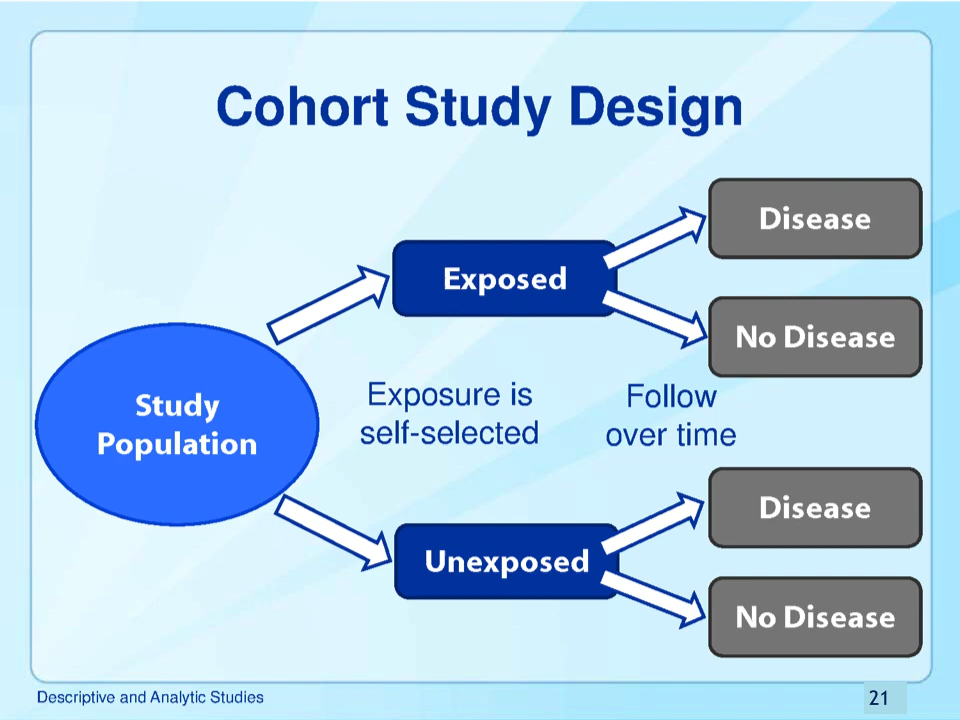 Cohort Study Design
Disease
Exposed
No Disease
Study
Population
Exposure is
self-selected
Follow
over time
Disease
Unexposed
No Disease
Descriptive and Analytic Studies
21